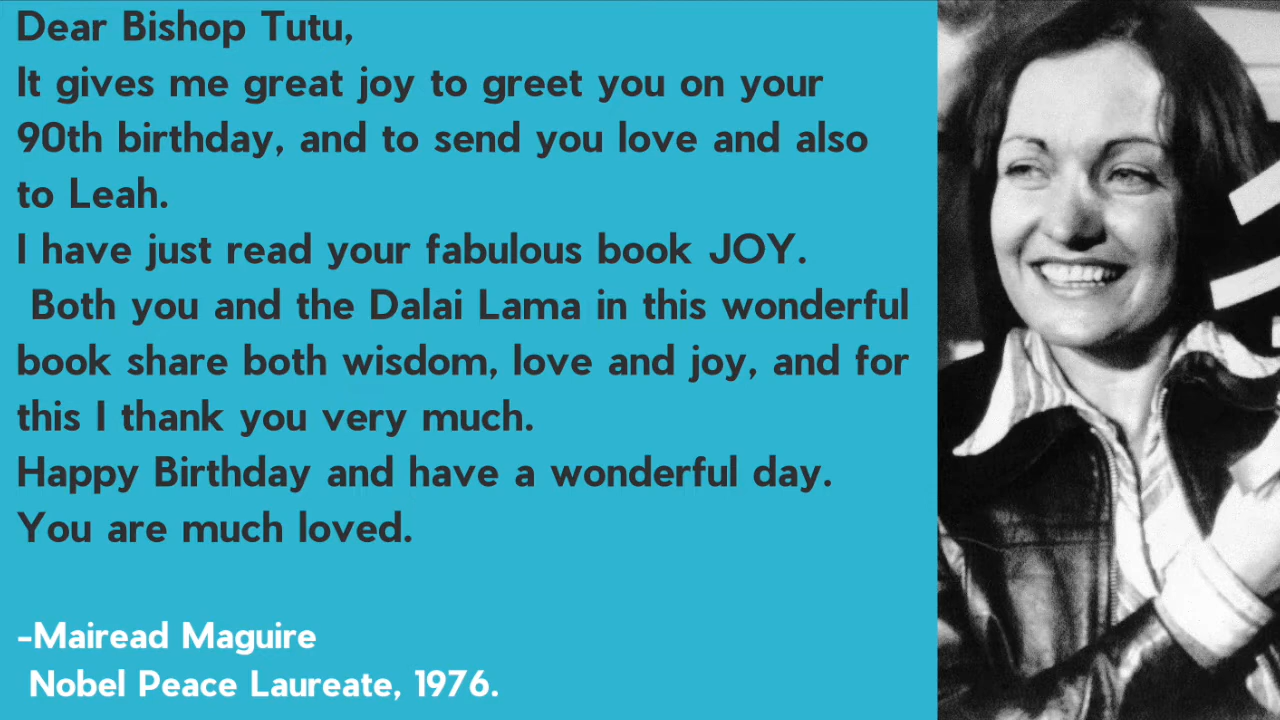 Dear Bishop Tutu,
It gives me great joy to greet you on your
90th birthday, and to send you love and also
to Leah.
I have just read your fabulous book JOY.
Both you and the Dalai Lama in this wonderful
book share both wisdom, love and joy, and for
this I thank you very much.
Happy Birthday and have a wonderful day.
You are much loved.
-Mairead Maguire
Nobel Peace Laureate, 1976.